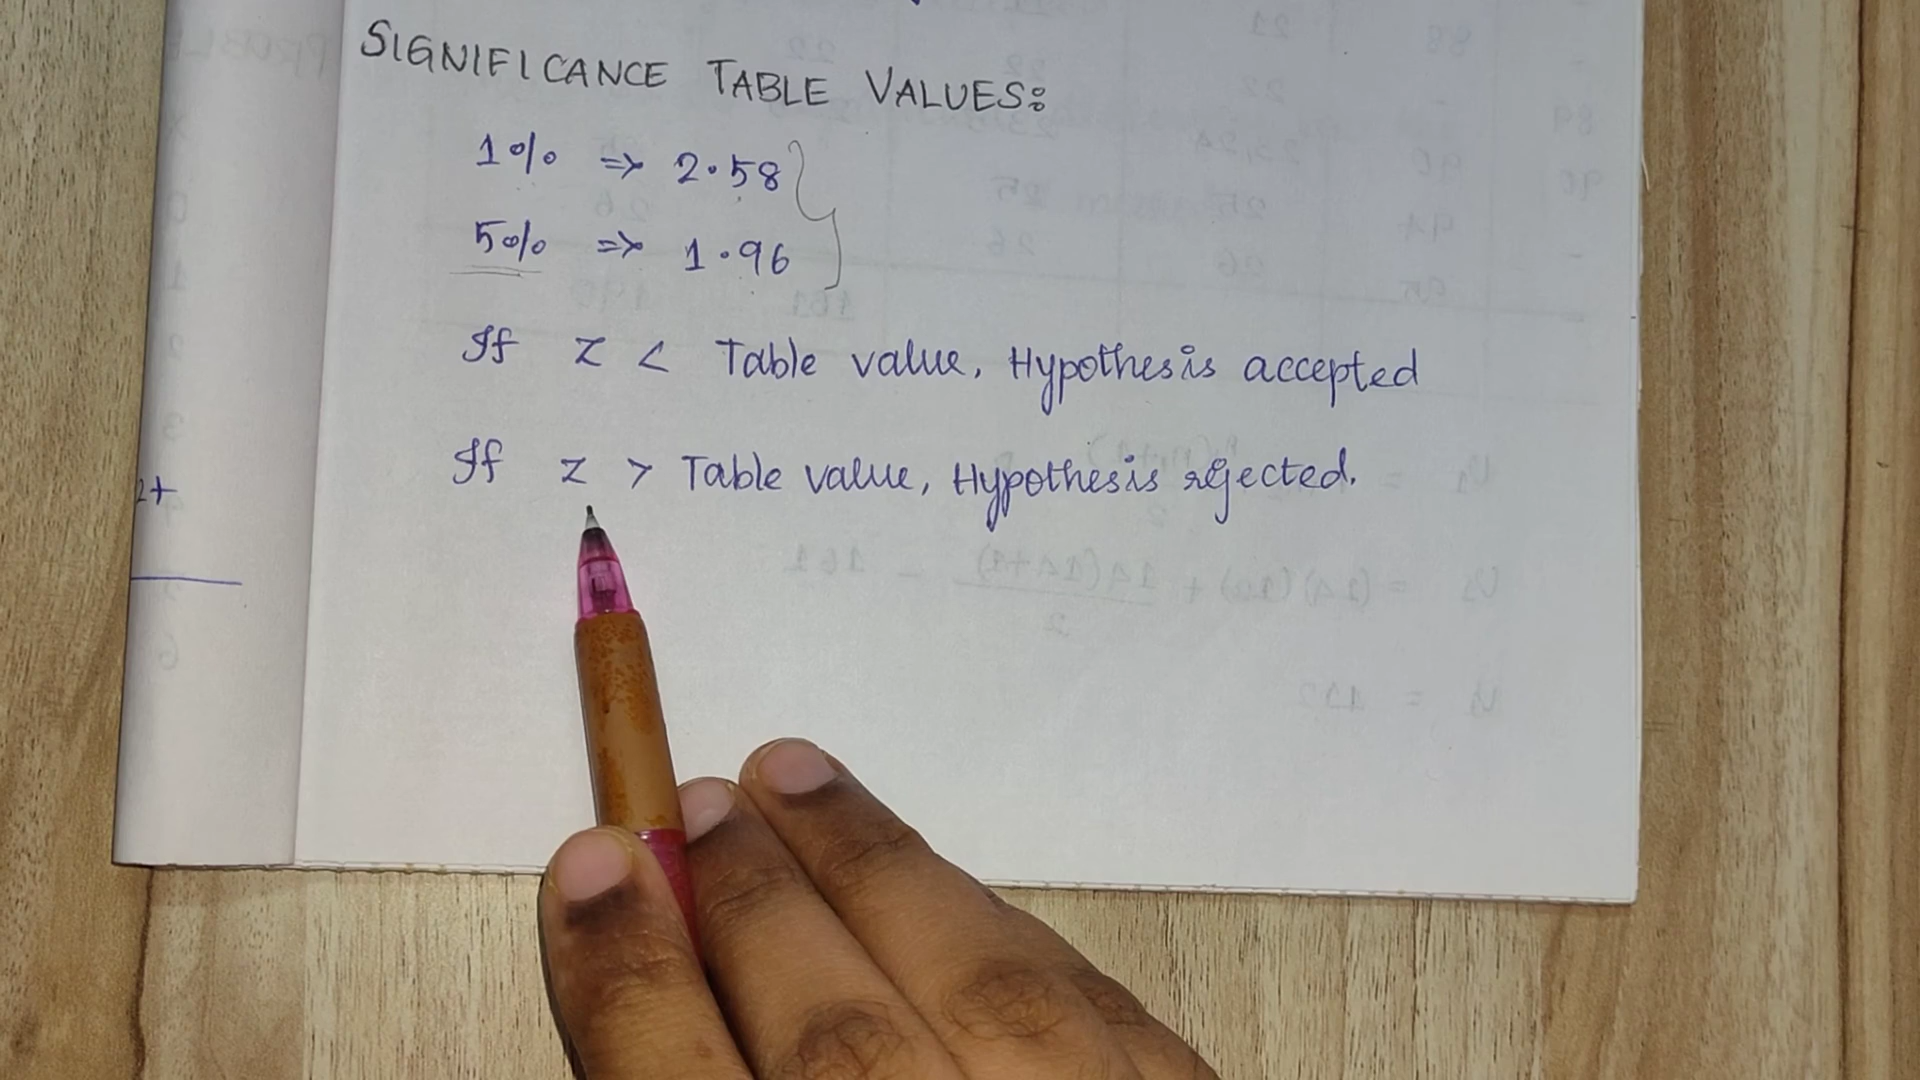 SIGNIFICANCE TABLE VALUES:
1% => 2.58
5% => 1.96
If z < Table value, Hypothesis accepted
If z > Table value, Hypothesis rejected.
2+